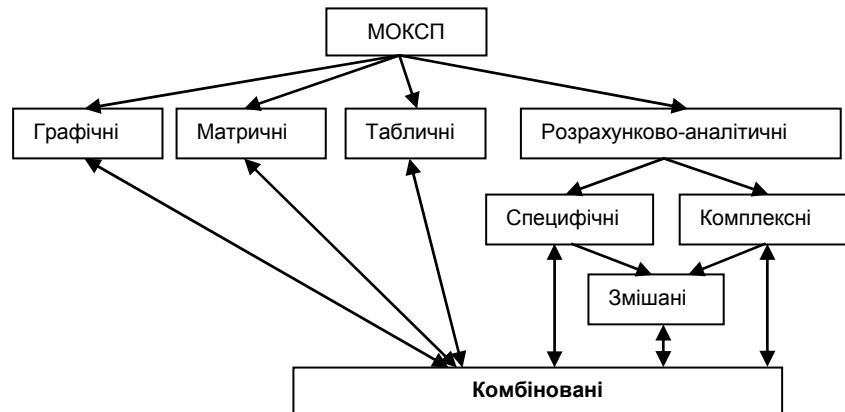 МОКСП
Графічні
Матричні
Табличні
Розрахунково-аналітичні
Специфічні
Комплексні
Змішані
Комбіновані